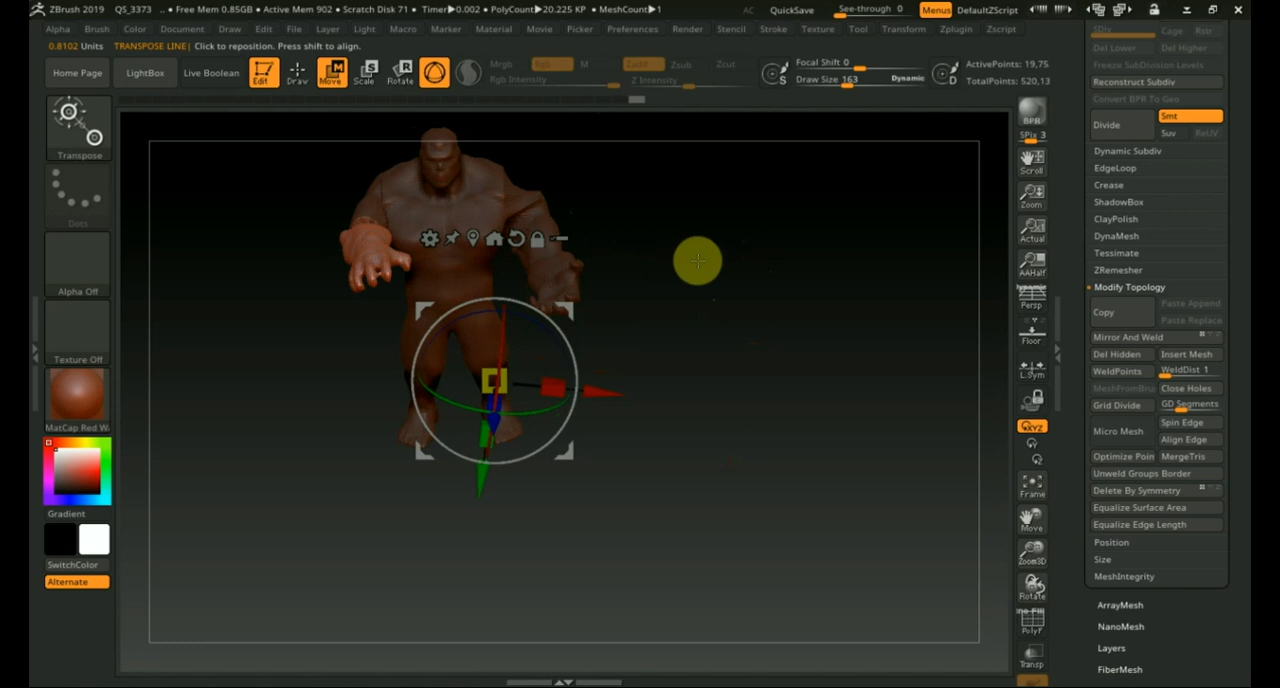 ZBrush 2019 QS_3373 .. • Free Mem 0.85GB • Active Mem 902 • Scratch Disk 71 • Timer▶0.002 • PolyCount▶20.225 KP • MeshCount▶1 AC QuickSave See-through 0 Menus DefaultZScript
Alpha Brush Color Document Draw Edit File Layer Light Macro Marker Material Movie Picker Preferences Render Stencil Stroke Texture Tool Transform Zplugin Zscript
0.8102 Units TRANSPOSE LINE| Click to reposition. Press shift to align.
Home Page LightBox Live Boolean Edit Draw Move Scale Rotate
Mrgb Rgb M Zadd Zsub Zcut
Rgb Intensity Z Intensity
S Focal Shift 0
Draw Size 163 Dynamic
D ActivePoints: 19,75
TotalPoints: 520,13
Transpose
Dots
Alpha Off
Texture Off
MatCap Red W
Gradient
SwitchColor
Alternate
BPR
SPix 3
Scroll
Zoom
Actual
AAHalf
Dynamic
Persp
Floor
L.Sym
XYZ
Frame
Move
Zoom3D
Rotate
PolyF
Transp
SDiv Cage Rstr
Del Lower Del Higher
Freeze Subdivision Levels
Reconstruct Subdiv
Convert BPR To Geo
Divide Smt
Suv ReUV
Dynamic Subdiv
EdgeLoop
Crease
ShadowBox
ClayPolish
DynaMesh
Tessimate
ZRemesher
Modify Topology
Copy Paste Append
Paste Replace
Mirror And Weld
Del Hidden Insert Mesh
WeldPoints WeldDist 1
MeshFromBru Close Holes
Grid Divide GD Segments
Micro Mesh Spin Edge
Align Edge
Optimize Poin MergeTris
Unweld Groups Border
Delete By Symmetry
Equalize Surface Area
Equalize Edge Length
Position
Size
MeshIntegrity
ArrayMesh
NanoMesh
Layers
FiberMesh